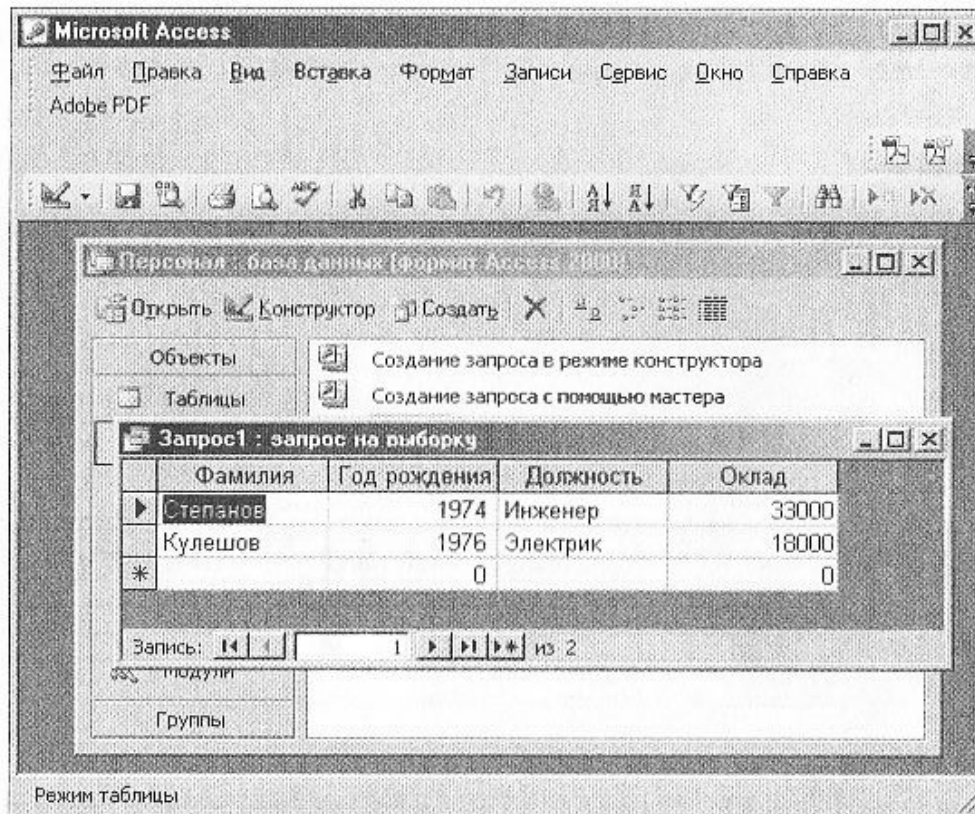 Microsoft Access
Файл Правка Вид Вставка Формат Записи Сервис Окно Справка
Adobe PDF
Персонал : база данных (формат Access 2000)
Открыть Конструктор Создать
Объекты
Создание запроса в режиме конструктора
Таблицы
Создание запроса с помощью мастера
Запрос1 : запрос на выборку
Фамилия Год рождения Должность Оклад
Степанов 1974 Инженер 33000
Кулешов 1976 Электрик 18000
0 0
Запись: 1 из 2
Модули
Группы
Режим таблицы